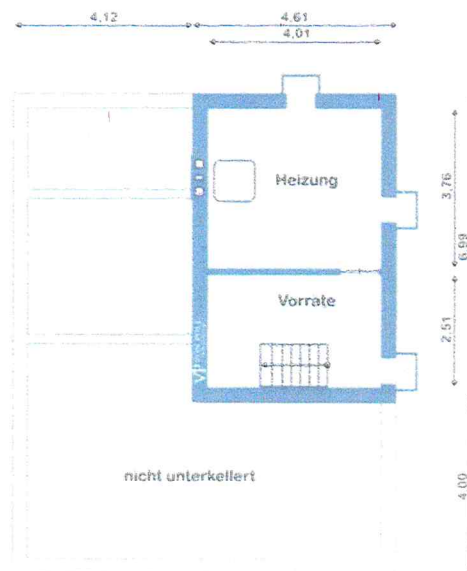 4,12
4,61
4,01
Heizung
3,76
6,99
Vorrate
2,51
nicht unterkellert
4,00